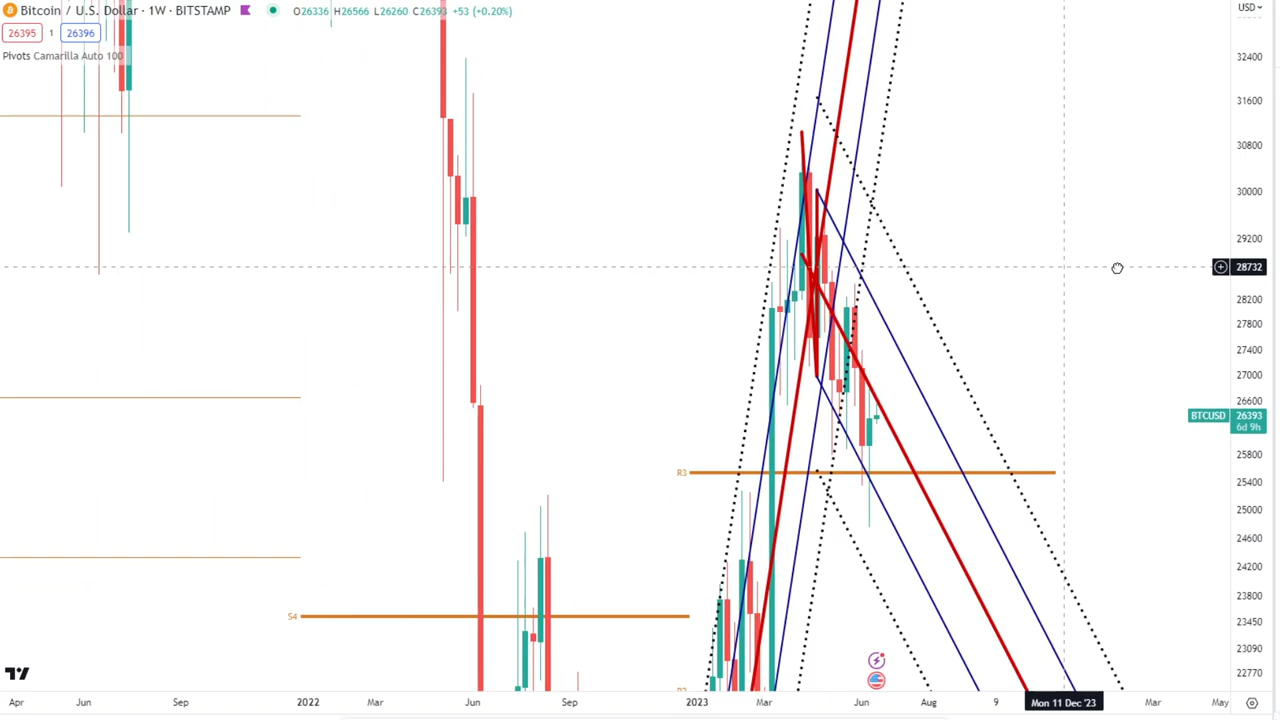 Bitcoin / U.S. Dollar · 1W · BITSTAMP O26336 H26566 L26260 C26393 +53 (+0.20%)
USD
26395 1 26396
Pivots Camarilla Auto 100
32400
31600
30800
30000
29200
28732
28200
27800
27400
27000
26600
BTCUSD 26393
6d 9h
25800
R3
25400
25000
24600
24200
23800
S4
23450
23090
22770
Apr Jun Sep 2022 Mar Jun Sep 2023 Mar Jun Aug 9 Mon 11 Dec '23 Mar May